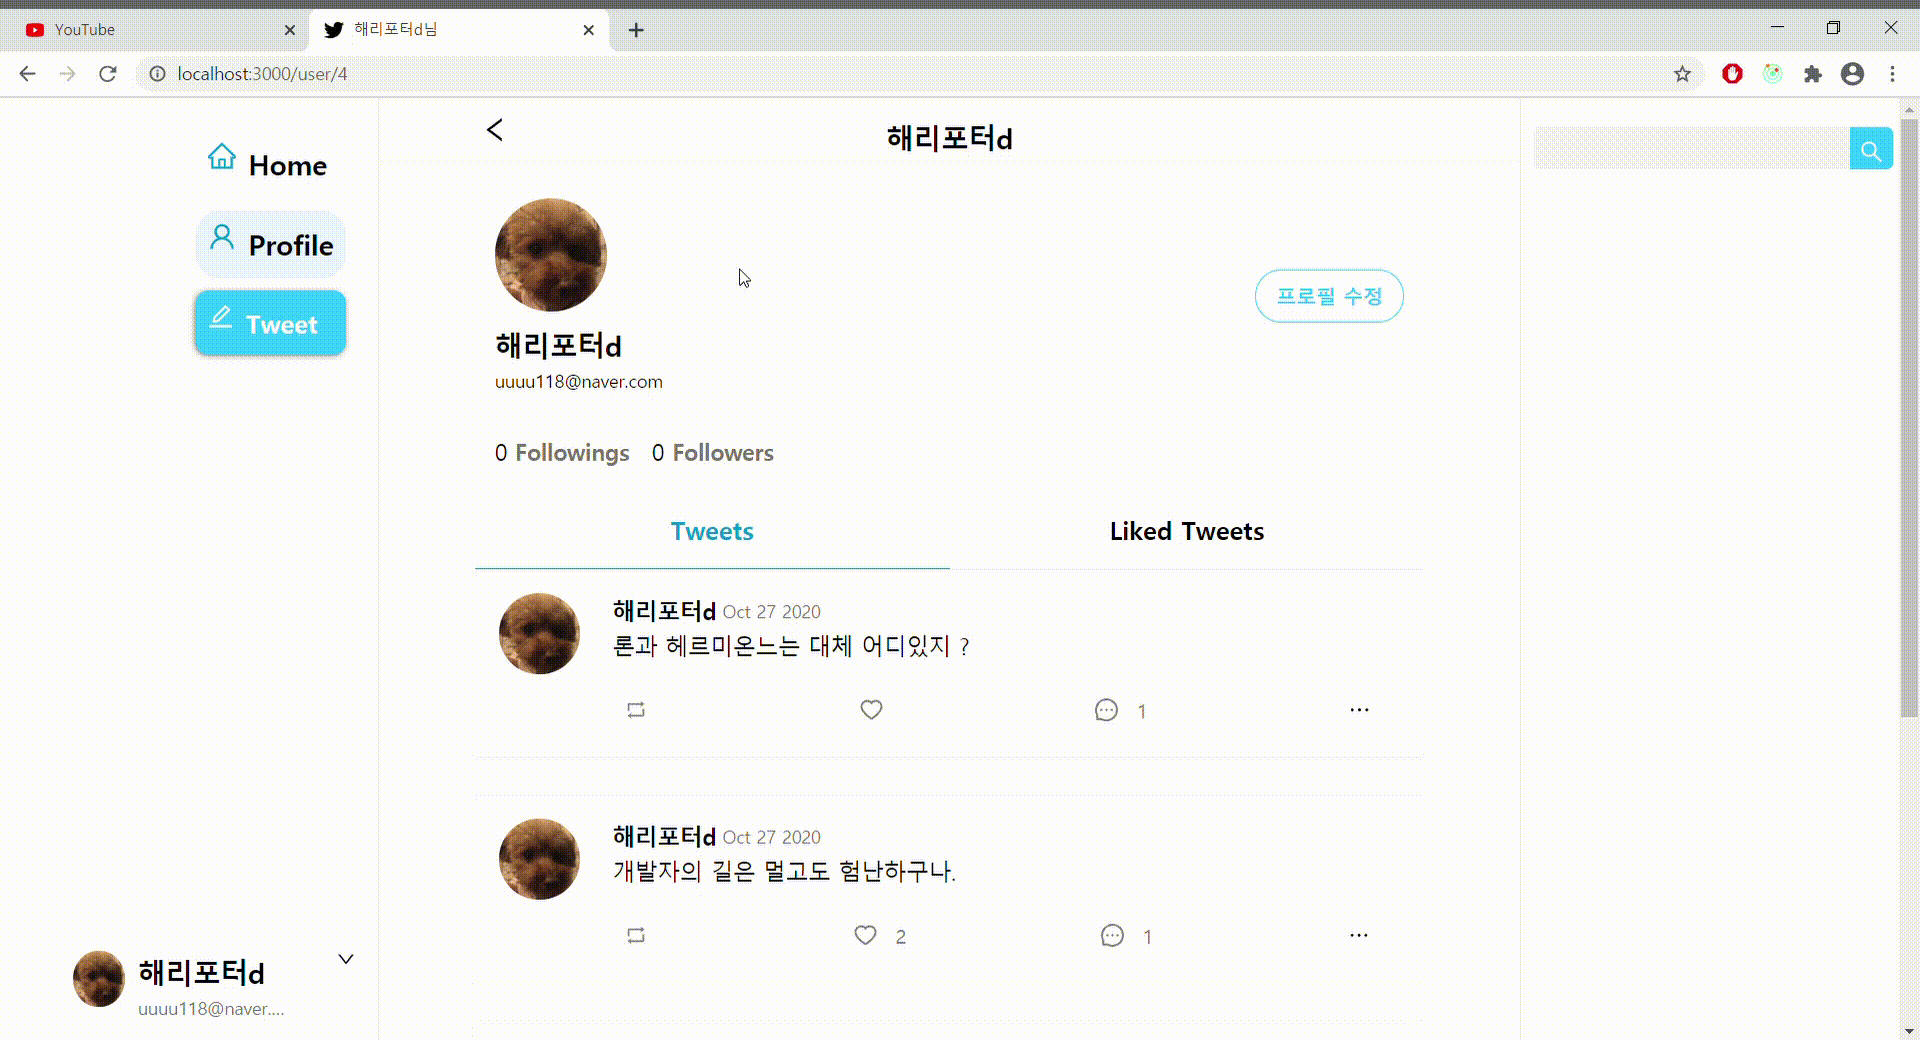 YouTube
해리포터d님
localhost:3000/user/4
Home
Profile
Tweet
해리포터d
프로필 수정
해리포터d
uuuu118@naver.com
0 Followings 0 Followers
Tweets
Liked Tweets
해리포터d Oct 27 2020
론과 헤르미온느는 대체 어디있지 ?
1
해리포터d Oct 27 2020
개발자의 길은 멀고도 험난하구나.
2
1
해리포터d
uuuu118@naver....